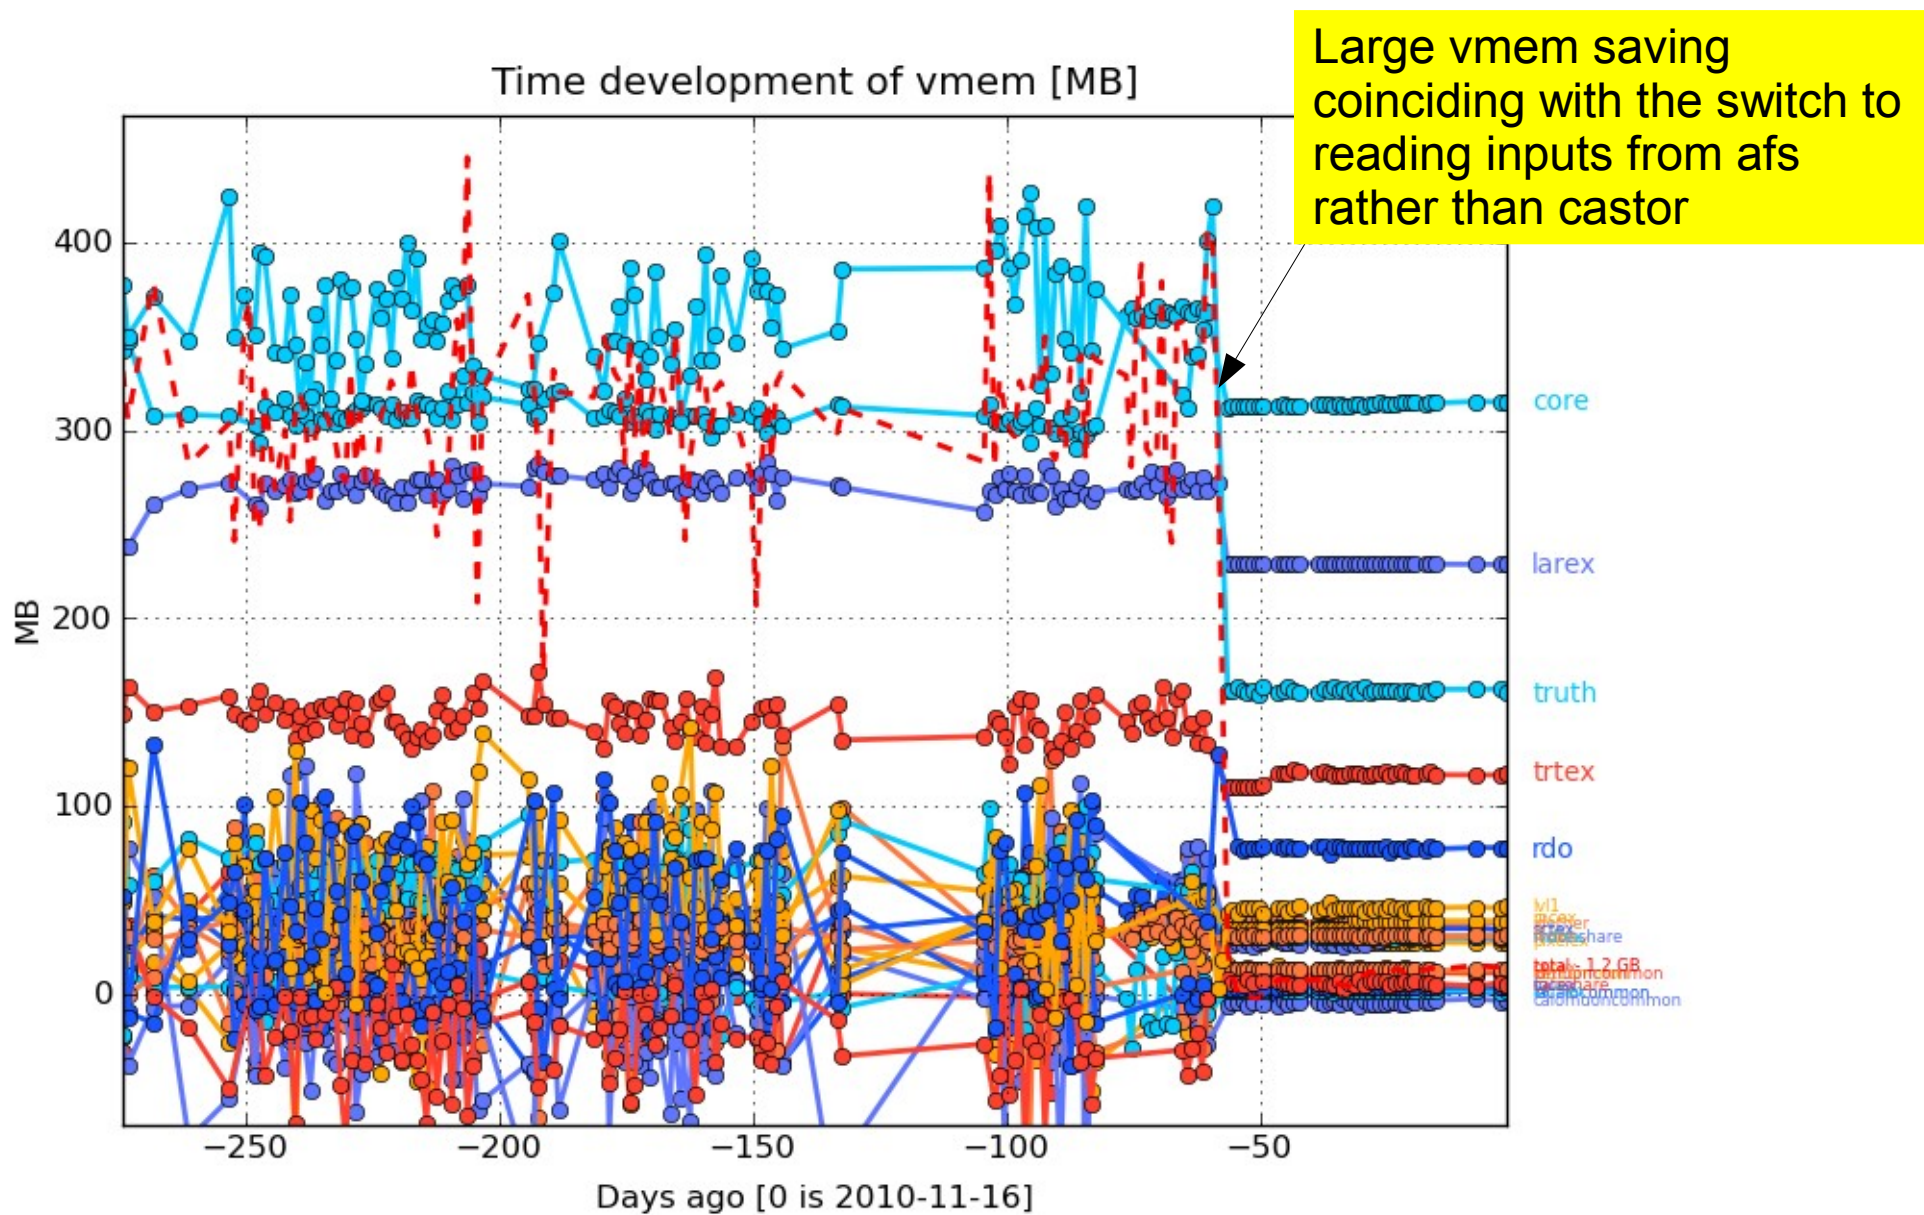 Large vmem saving
coinciding with the switch to
reading inputs from afs
rather than castor
Time development of vmem [MB]
400
300
200
100
0
MB
−250
−200
−150
−100
−50
Days ago [0 is 2010-11-16]
core
larex
truth
trtex
rdo
lvl1
total - 1.2 GB
calomuoncommon